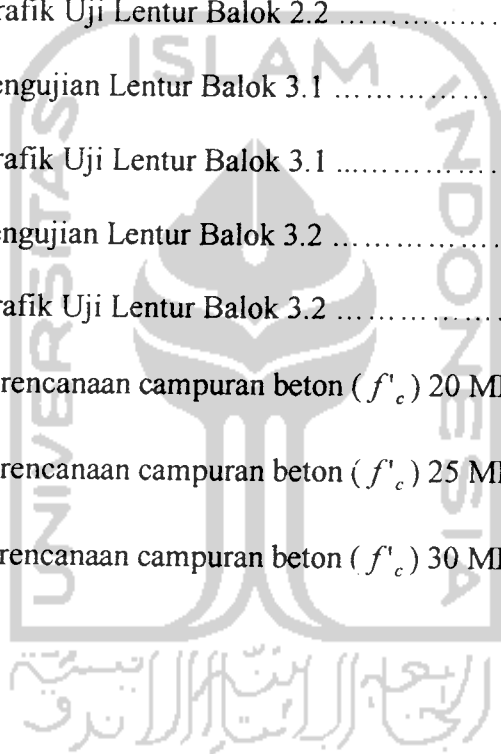 rafik Uji Lentur Balok 2.2 ....................
engujian Lentur Balok 3.1 ................
rafik Uji Lentur Balok 3.1 ....................
engujian Lentur Balok 3.2 ....................
rafik Uji Lentur Balok 3.2 ....................
rencanaan campuran beton (f'c) 20 M
rencanaan campuran beton (f'c) 25 M
rencanaan campuran beton (f'c) 30 M
ISLAM
UNIVERSITAS
INDONESIA